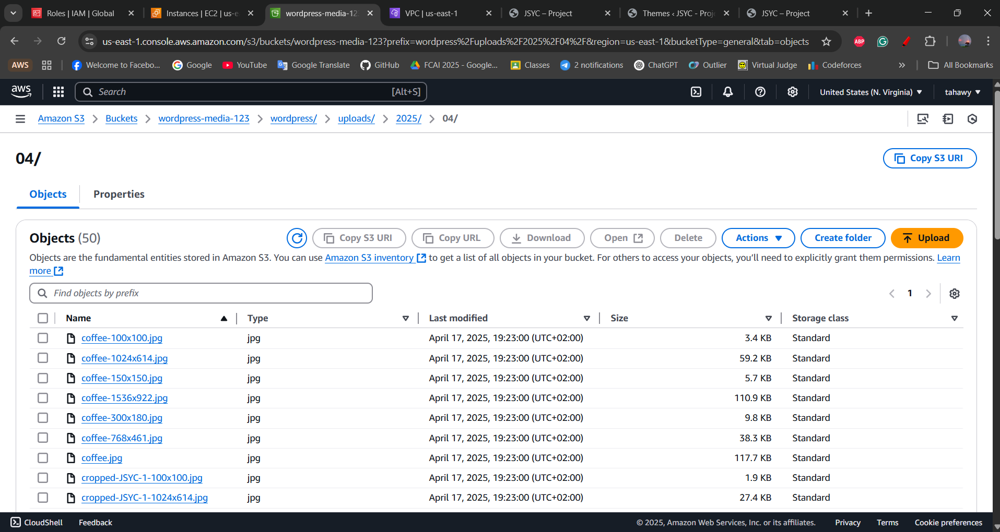 Roles | IAM | Global
Instances | EC2 | us-e
wordpress-media-12
VPC | us-east-1
JSYC – Project
Themes ‹ JSYC - Proje
JSYC – Project
us-east-1.console.aws.amazon.com/s3/buckets/wordpress-media-123?prefix=wordpress%2Fuploads%2F2025%2F04%2F&region=us-east-1&bucketType=general&tab=objects
ABP
AWS
Welcome to Facebo...
Google
YouTube
Google Translate
GitHub
FCAI 2025 - Google...
Classes
2 notifications
ChatGPT
Outlier
Virtual Judge
Codeforces
All Bookmarks
aws
Search
[Alt+S]
United States (N. Virginia)
tahawy
Amazon S3
Buckets
wordpress-media-123
wordpress/
uploads/
2025/
04/
04/
Copy S3 URI
Objects
Properties
Objects (50)
Copy S3 URI
Copy URL
Download
Open
Delete
Actions
Create folder
Upload
Objects are the fundamental entities stored in Amazon S3. You can use Amazon S3 inventory to get a list of all objects in your bucket. For others to access your objects, you’ll need to explicitly grant them permissions. Learn
more
Find objects by prefix
1
Name Type Last modified Size Storage class
coffee-100x100.jpg jpg April 17, 2025, 19:23:00 (UTC+02:00) 3.4 KB Standard
coffee-1024x614.jpg jpg April 17, 2025, 19:23:00 (UTC+02:00) 59.2 KB Standard
coffee-150x150.jpg jpg April 17, 2025, 19:23:00 (UTC+02:00) 5.7 KB Standard
coffee-1536x922.jpg jpg April 17, 2025, 19:23:00 (UTC+02:00) 110.9 KB Standard
coffee-300x180.jpg jpg April 17, 2025, 19:23:00 (UTC+02:00) 9.8 KB Standard
coffee-768x461.jpg jpg April 17, 2025, 19:23:00 (UTC+02:00) 38.3 KB Standard
coffee.jpg jpg April 17, 2025, 19:23:00 (UTC+02:00) 117.7 KB Standard
cropped-JSYC-1-100x100.jpg jpg April 17, 2025, 19:23:00 (UTC+02:00) 1.9 KB Standard
cropped-JSYC-1-1024x614.jpg jpg April 17, 2025, 19:23:00 (UTC+02:00) 27.4 KB Standard
CloudShell
Feedback
© 2025, Amazon Web Services, Inc. or its affiliates.
Privacy
Terms
Cookie preferences